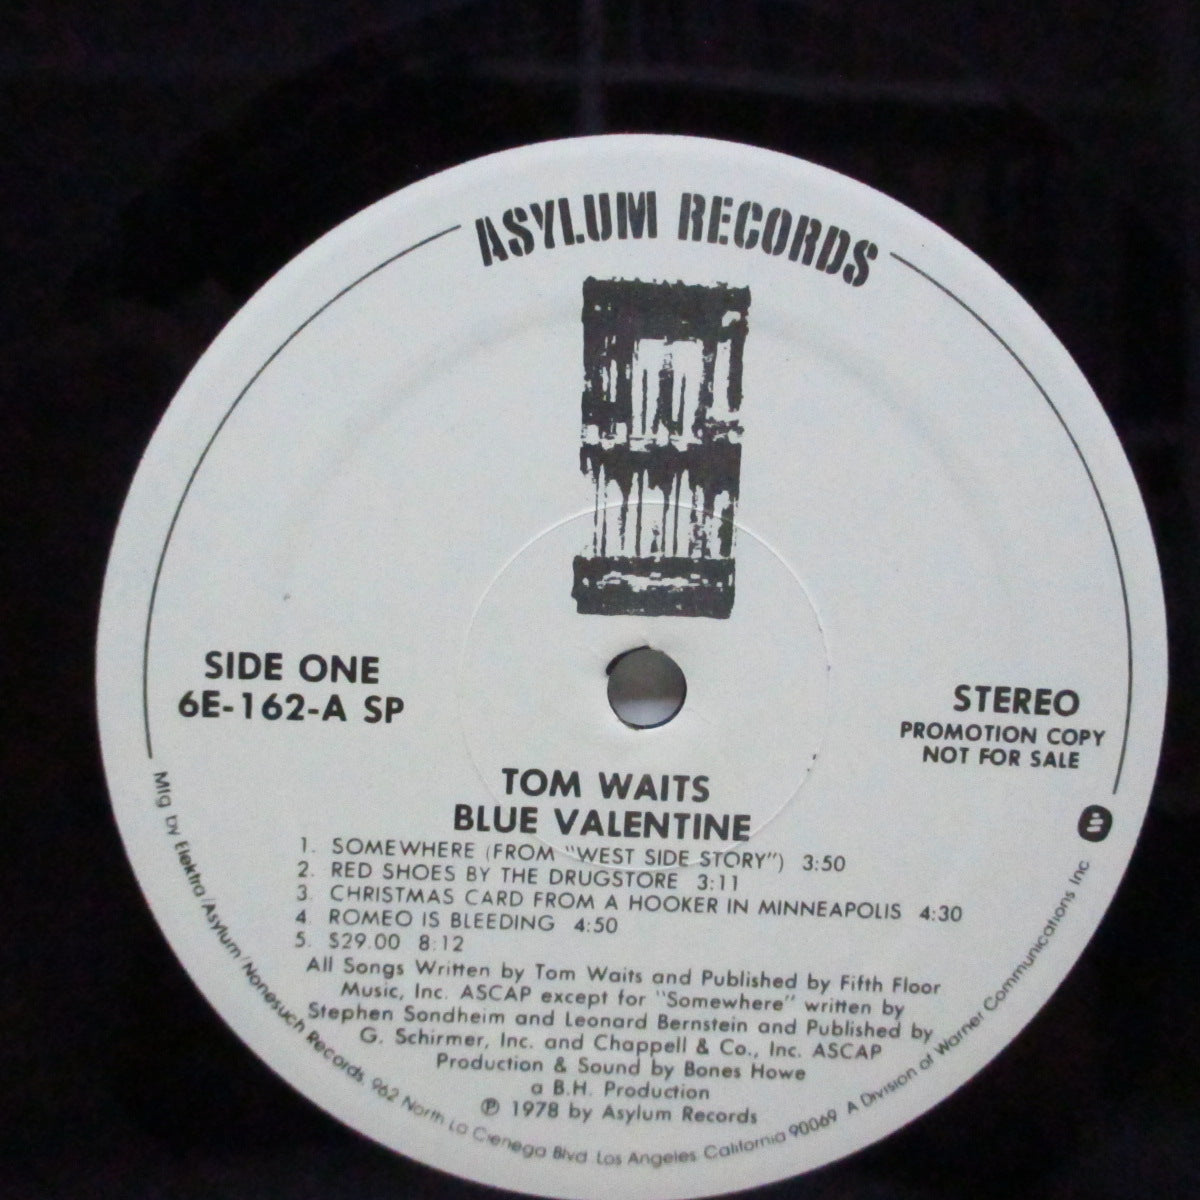 ASYLUM RECORDS
SIDE ONE
6E-162-A SP
STEREO
PROMOTION COPY
NOT FOR SALE
TOM WAITS
BLUE VALENTINE
1. SOMEWHERE (FROM "WEST SIDE STORY") 3:50
2. RED SHOES BY THE DRUGSTORE 3:11
3. CHRISTMAS CARD FROM A HOOKER IN MINNEAPOLIS 4:30
4. ROMEO IS BLEEDING 4:50
5. $29.00 8:12
All Songs Written by Tom Waits and Published by Fifth Floor
Music, Inc. ASCAP except for "Somewhere" written by
Stephen Sondheim and Leonard Bernstein and Published by
G. Schirmer, Inc. and Chappell & Co., Inc. ASCAP
Production & Sound by Bones Howe
a B.H. Production
℗ 1978 by Asylum Records
Mfg by Elektra/Asylum/Nonesuch Records, 962 North La Cienega Blvd Los Angeles California 90069 A Division of Warner Communications Inc